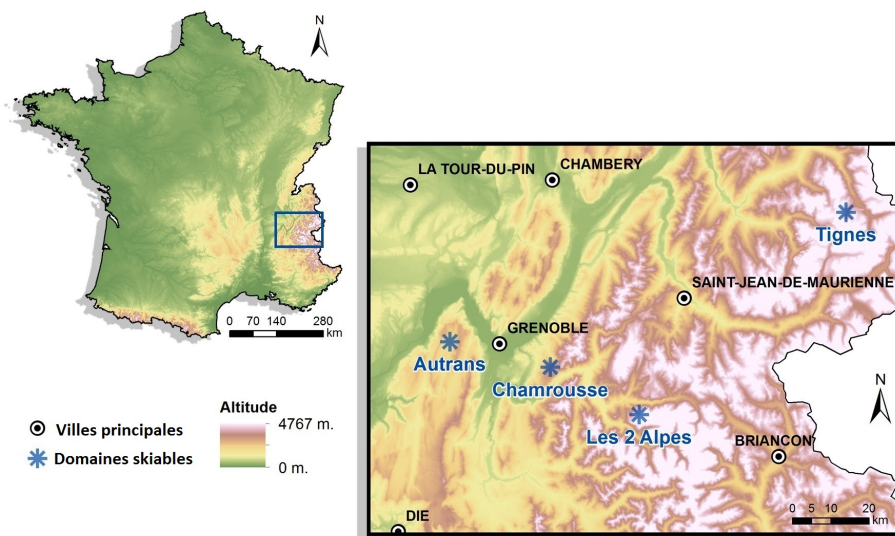 N
0 70 140 280
km
Villes principales
Domaines skiables
Altitude
4767 m.
0 m.
LA TOUR-DU-PIN
CHAMBERY
Tignes
SAINT-JEAN-DE-MAURIENNE
GRENOBLE
Autrans
Chamrousse
Les 2 Alpes
BRIANCON
N
DIE
0 5 10 20
km